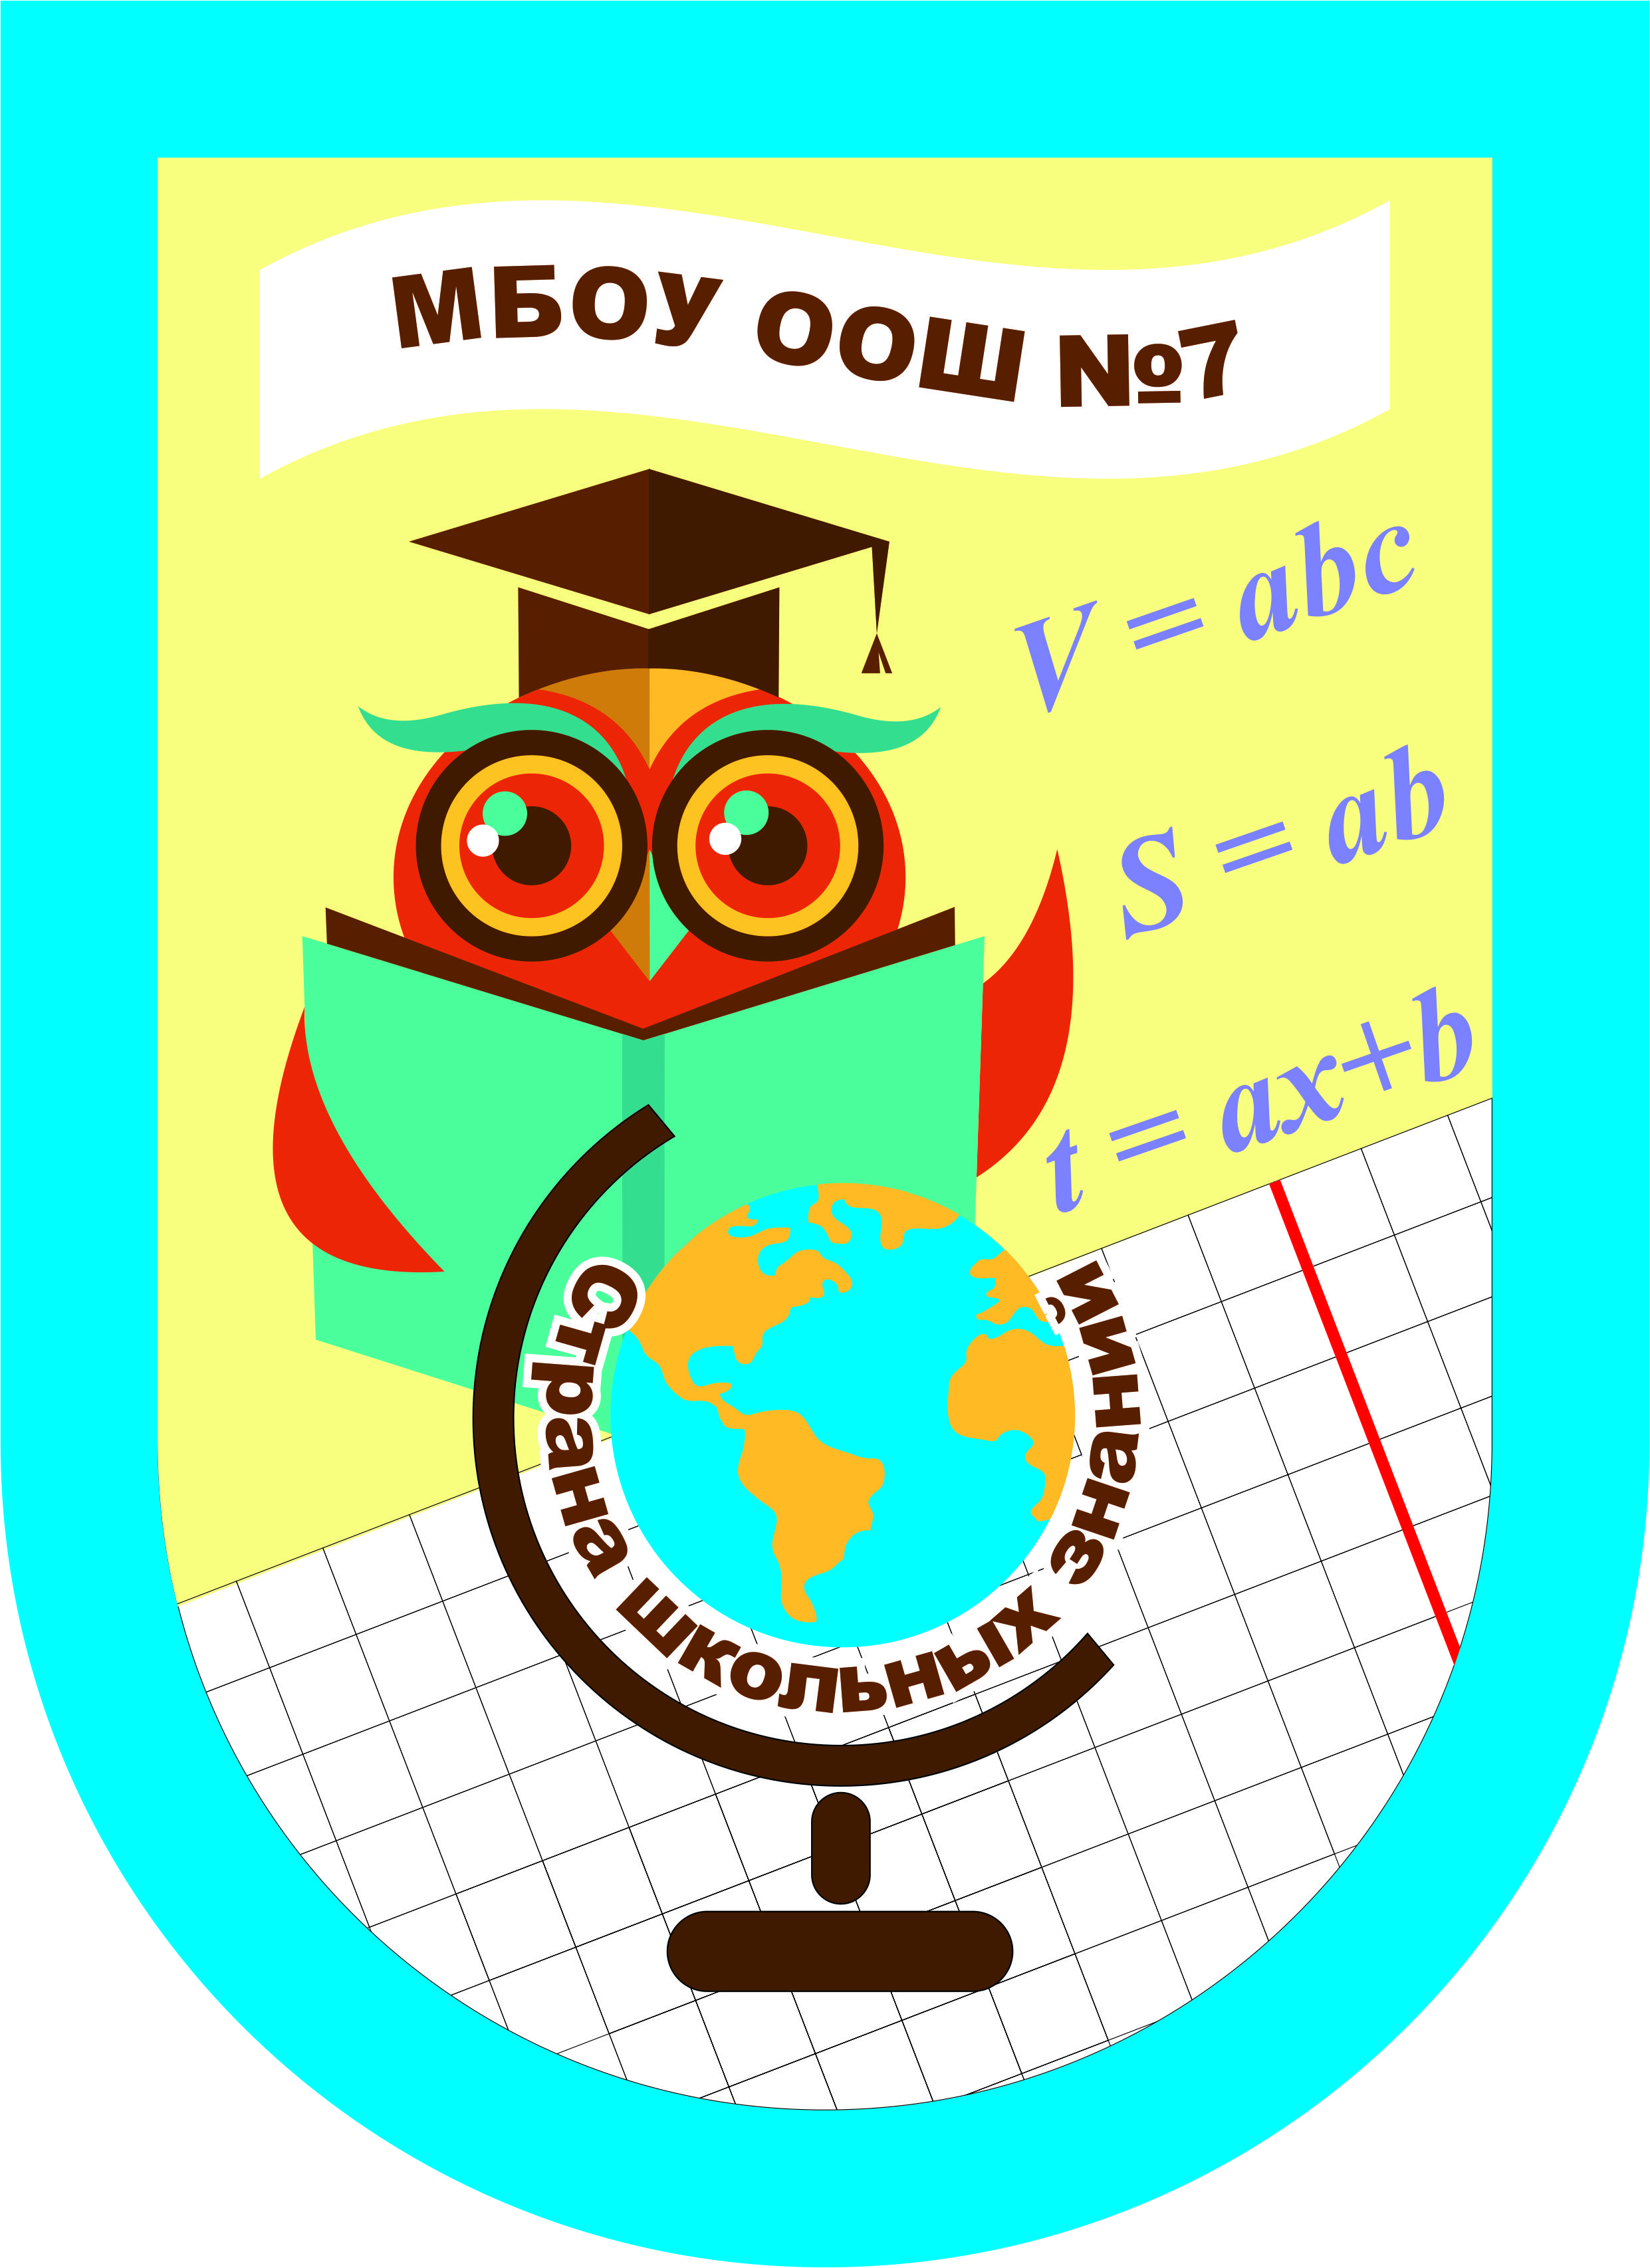 МБОУ ООШ №7
V = abc
S = ab
t = ax+b
Страна школьных знаний